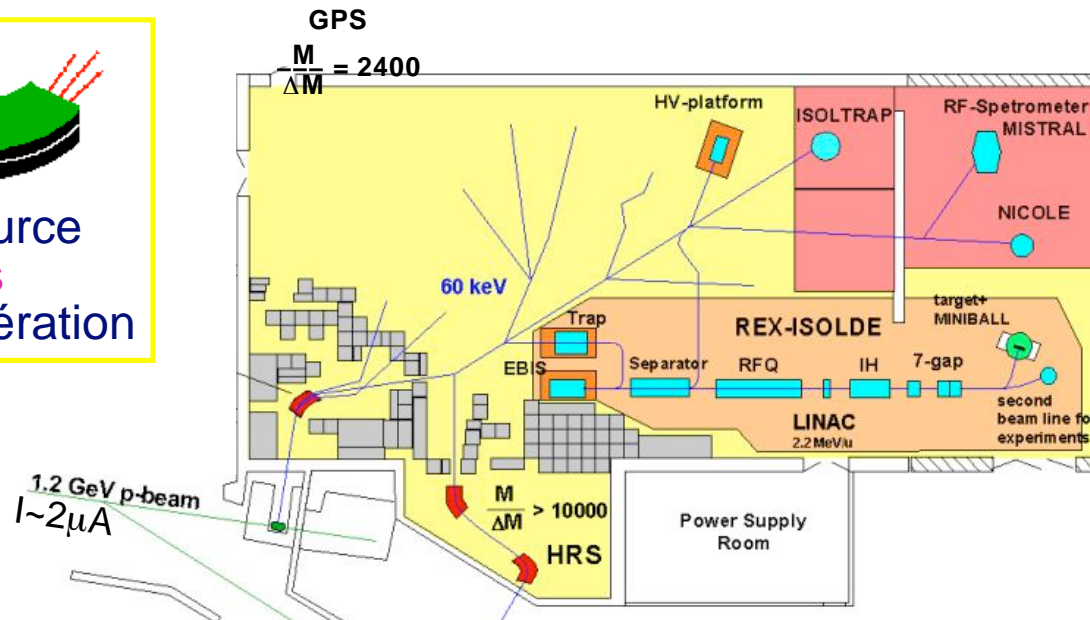 GPS
M
ΔM = 2400
urce
s
ération
HV-platform
ISOLTRAP
RF-Spetrometer
MISTRAL
NICOLE
60 keV
target+
MINIBALL
Trap
REX-ISOLDE
EBIS
Separator
RFQ
IH
7-gap
second
beam line fo
experiments
LINAC
2.2 MeV/u
1.2 GeV p-beam
I~2μA
M
ΔM > 10000
HRS
Power Supply
Room